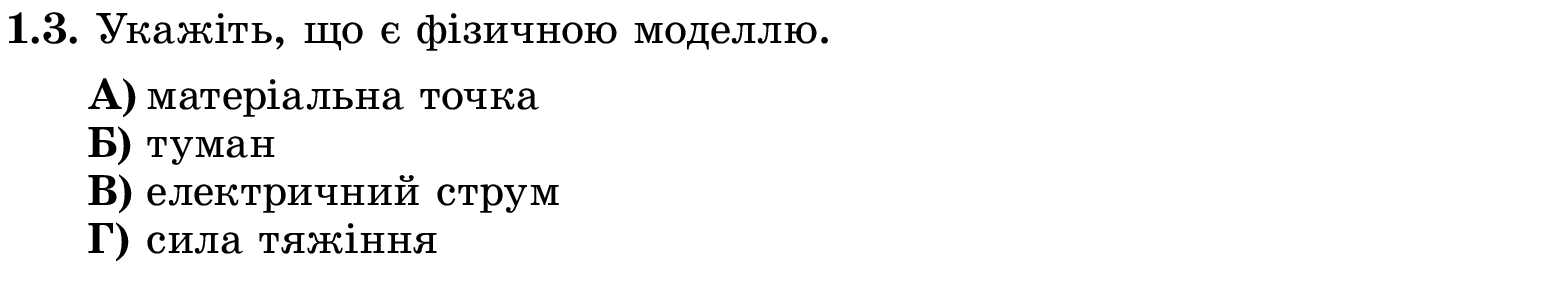 1.3. Укажіть, що є фізичною моделлю.
А) матеріальна точка
Б) туман
В) електричний струм
Г) сила тяжіння